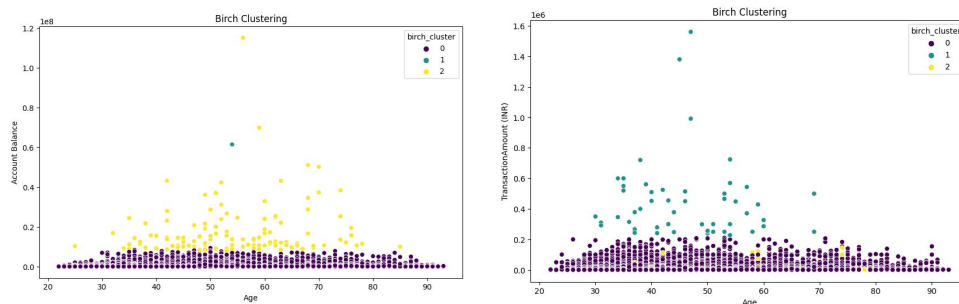 Birch Clustering
1e8
birch_cluster
0
1
2
1.2
1.0
0.8
0.6
0.4
0.2
0.0
Account Balance
20 30 40 50 60 70 80 90
Age
Birch Clustering
1e6
birch_cluster
0
1
2
1.6
1.4
1.2
1.0
0.8
0.6
0.4
0.2
0.0
TransactionAmount (INR)
20 30 40 50 60 70 80 90
Age